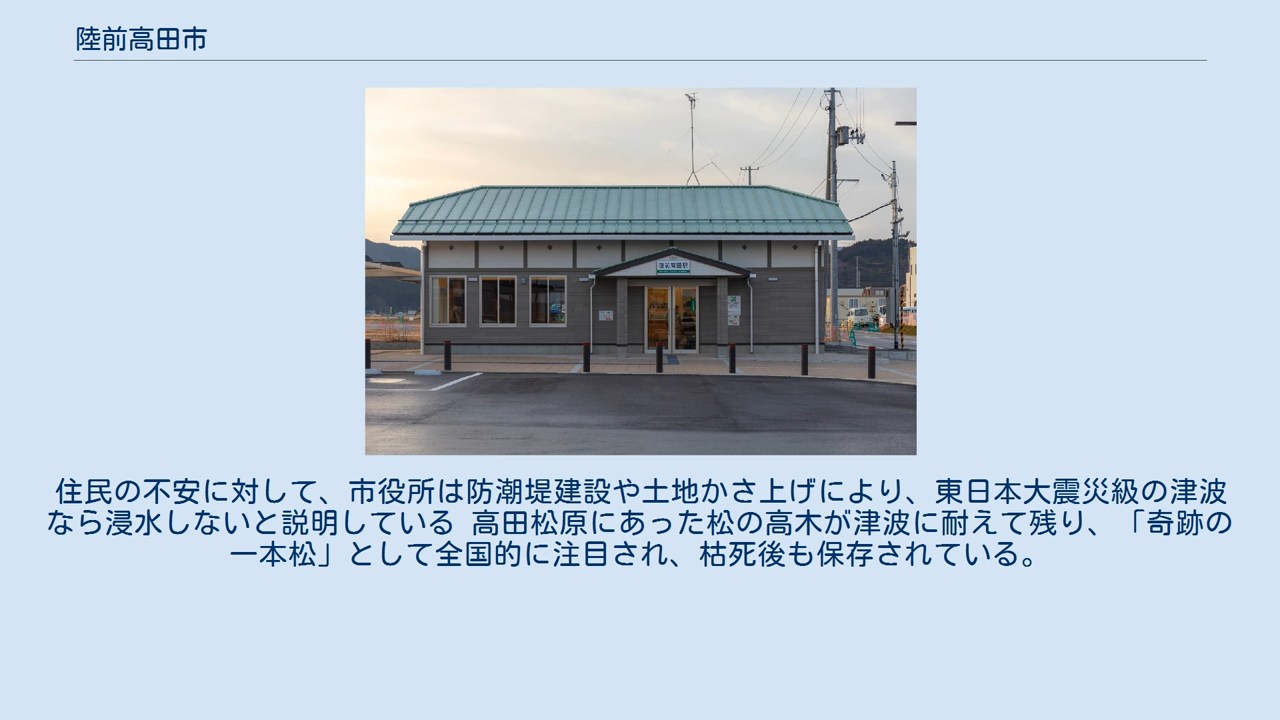 陸前高田市
陸前高田駅
住民の不安に対して、市役所は防潮堤建設や土地かさ上げにより、東日本大震災級の津波
なら浸水しないと説明している 高田松原にあった松の高木が津波に耐えて残り、「奇跡の
一本松」として全国的に注目され、枯死後も保存されている。